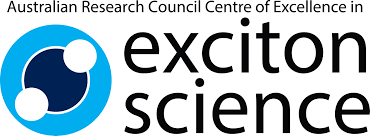 Australian Research Council Centre of Excellence in
exciton
science